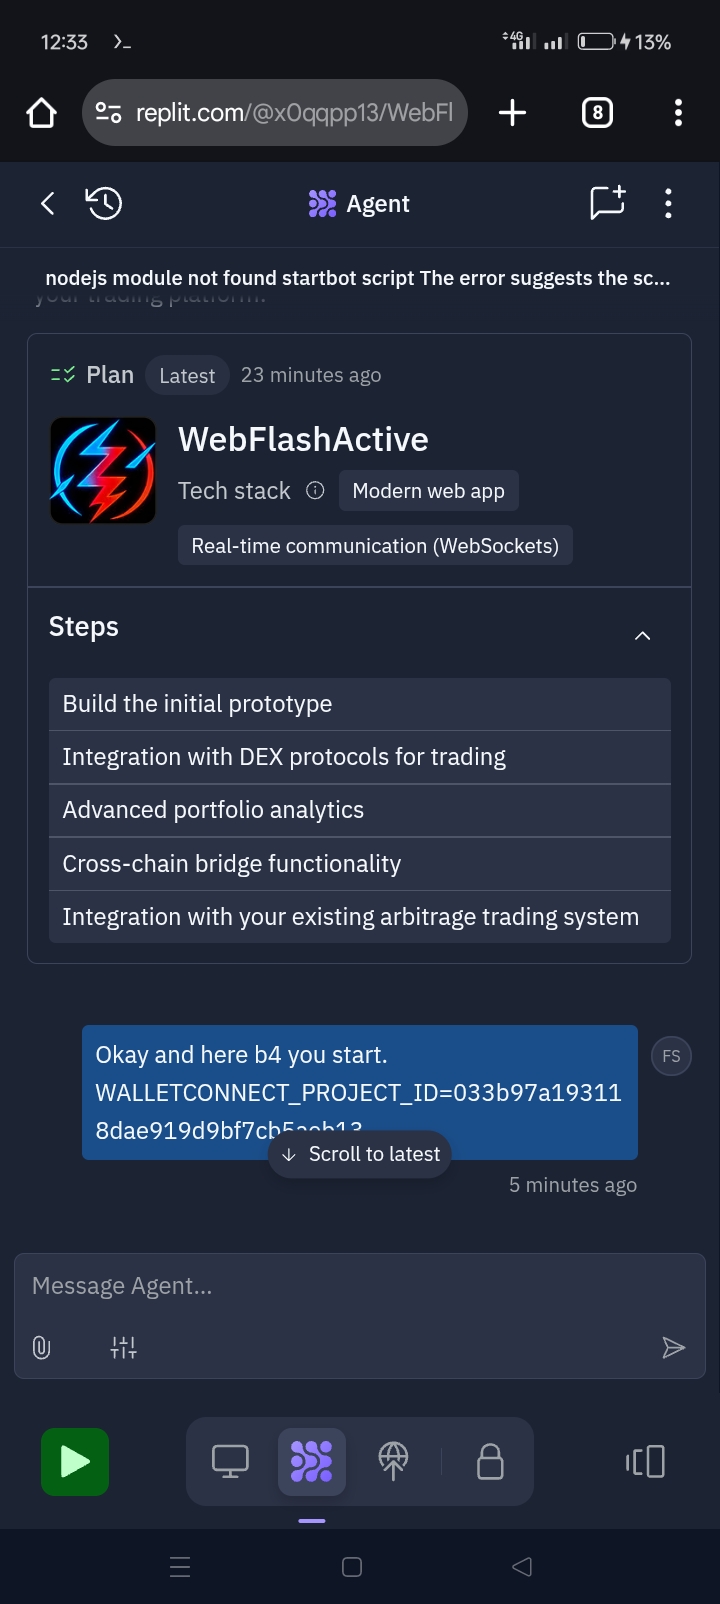 12:33
4G
13%
replit.com/@x0qqpp13/WebFl
8
Agent
nodejs module not found startbot script The error suggests the sc...
your trading platform.
Plan Latest 23 minutes ago
WebFlashActive
Tech stack Modern web app
Real-time communication (WebSockets)
Steps
Build the initial prototype
Integration with DEX protocols for trading
Advanced portfolio analytics
Cross-chain bridge functionality
Integration with your existing arbitrage trading system
Okay and here b4 you start.
FS
WALLETCONNECT_PROJECT_ID=033b97a19311
8dae919d9bf7cb5aeb13
Scroll to latest
5 minutes ago
Message Agent...